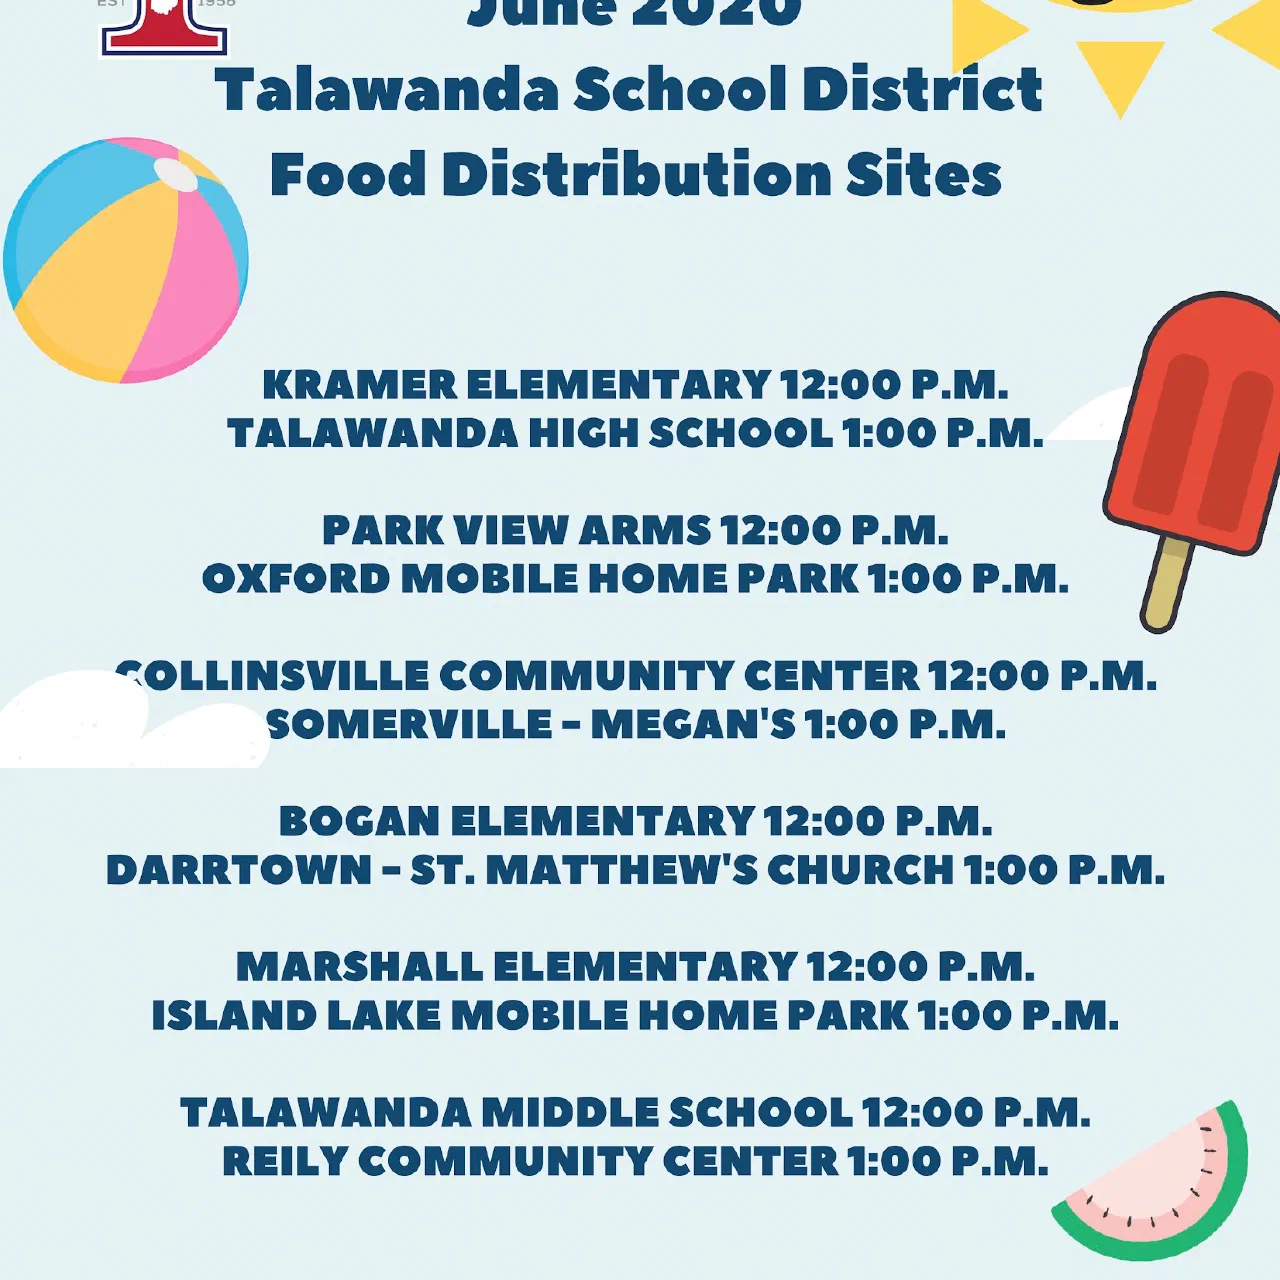 EST 1956
June 2020
Talawanda School District
Food Distribution Sites
KRAMER ELEMENTARY 12:00 P.M.
TALAWANDA HIGH SCHOOL 1:00 P.M.
PARK VIEW ARMS 12:00 P.M.
OXFORD MOBILE HOME PARK 1:00 P.M.
COLLINSVILLE COMMUNITY CENTER 12:00 P.M.
SOMERVILLE - MEGAN'S 1:00 P.M.
BOGAN ELEMENTARY 12:00 P.M.
DARRTOWN - ST. MATTHEW'S CHURCH 1:00 P.M.
MARSHALL ELEMENTARY 12:00 P.M.
ISLAND LAKE MOBILE HOME PARK 1:00 P.M.
TALAWANDA MIDDLE SCHOOL 12:00 P.M.
REILY COMMUNITY CENTER 1:00 P.M.